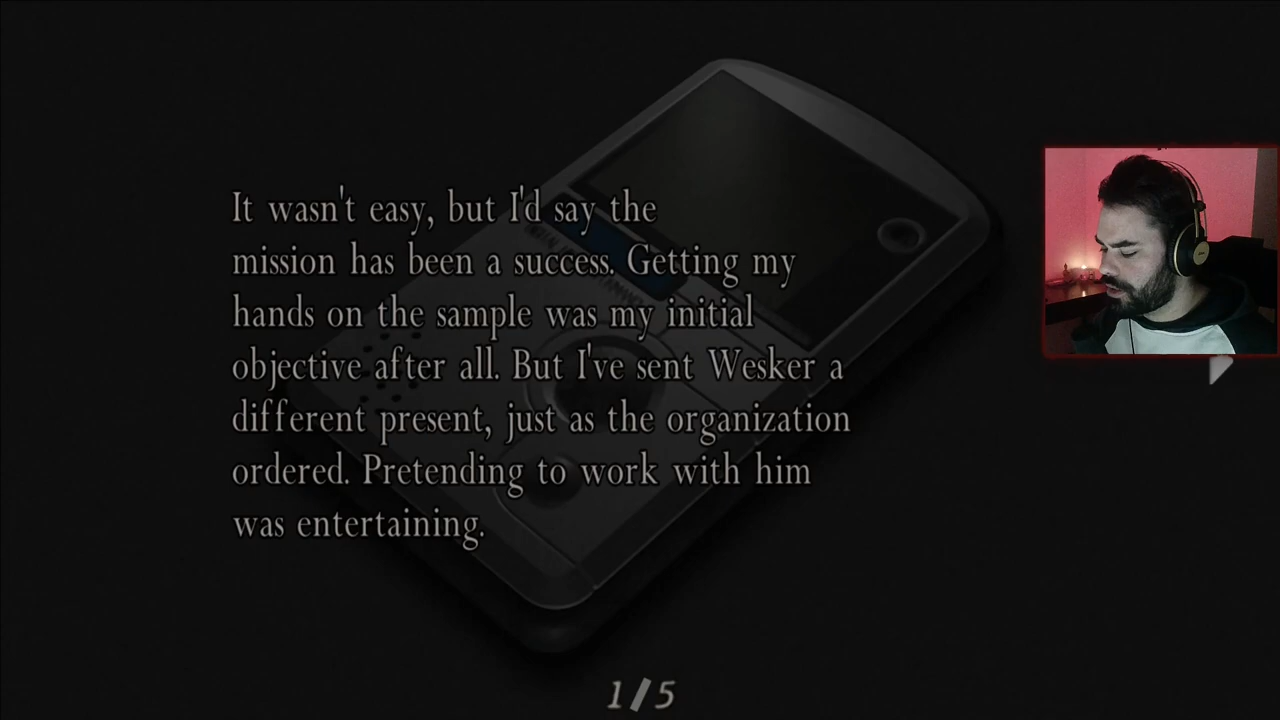 It wasn't easy, but I'd say the
mission has been a success. Getting my
hands on the sample was my initial
objective after all. But I've sent Wesker a
different present, just as the organization
ordered. Pretending to work with him
was entertaining.
1/5